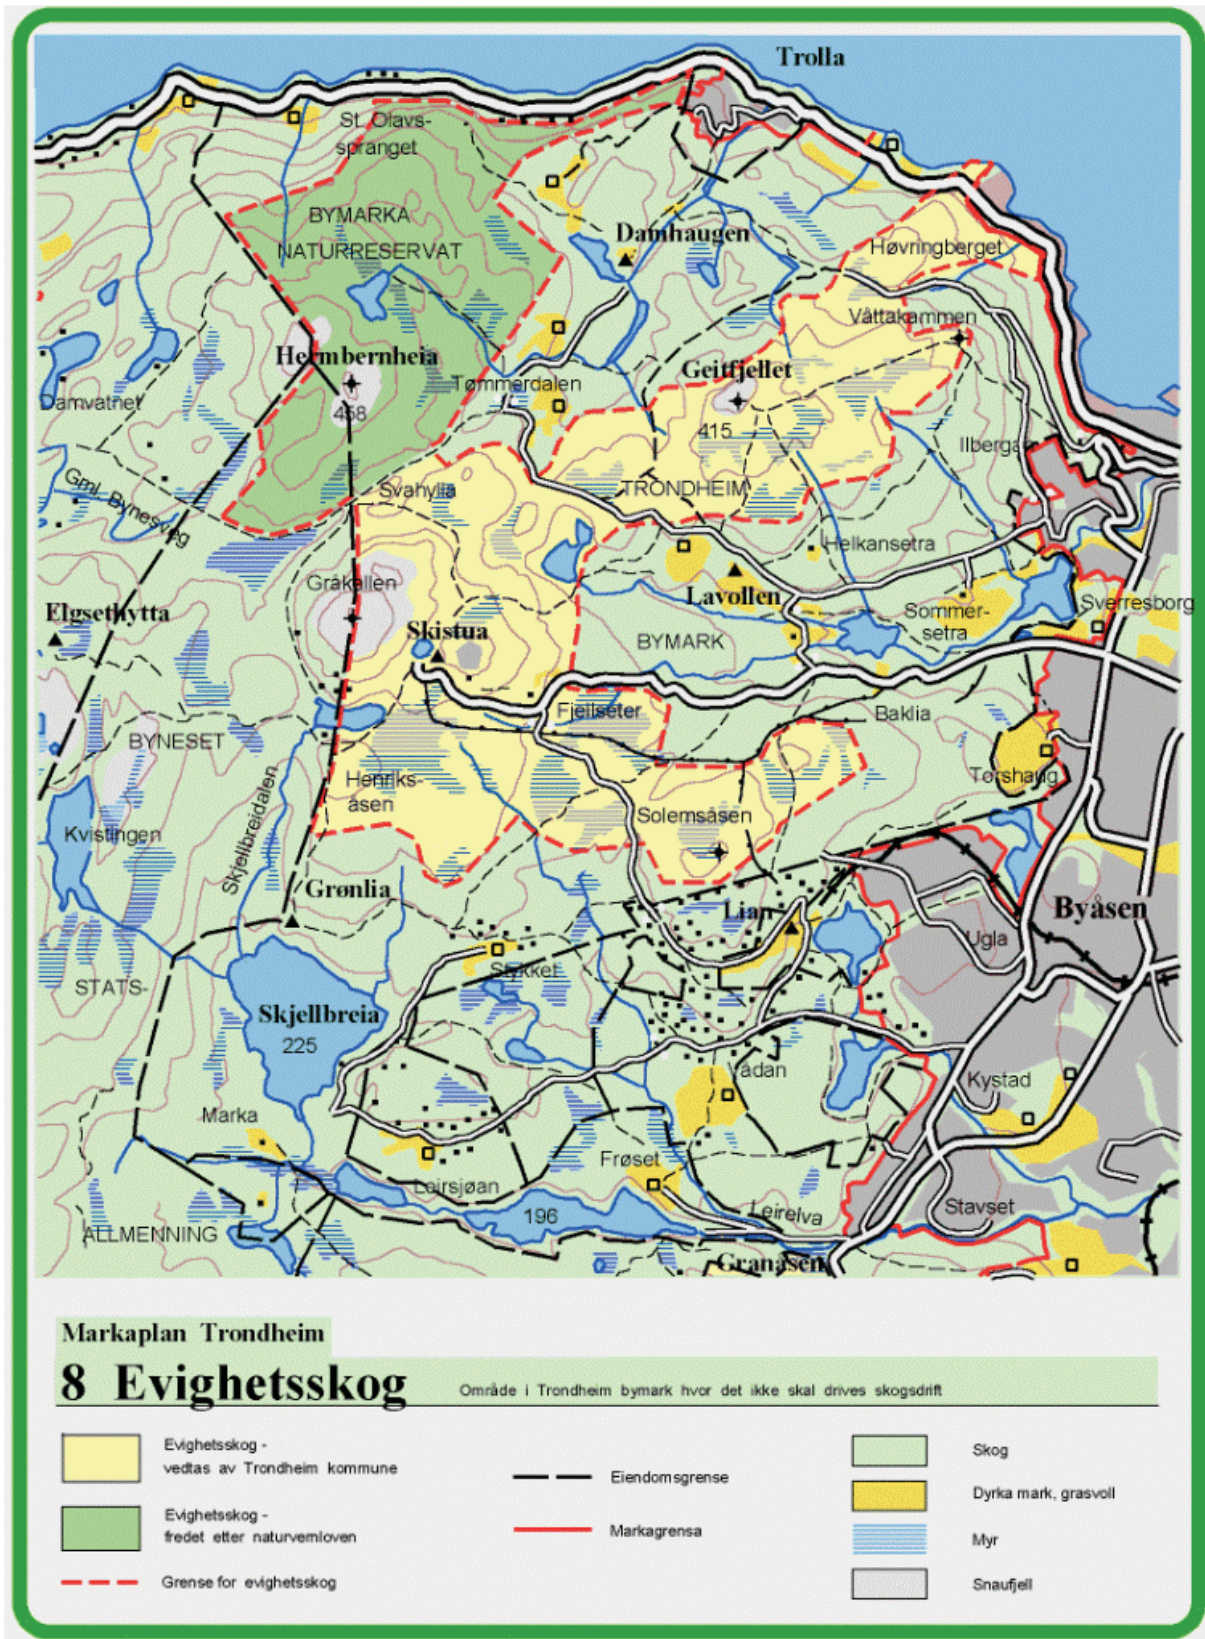 Trolla
St. Olavs-
spranget
BYMARKA
NATURRESERVAT
Damhaugen
Høvringberget
Våttakammen
Hermbernheia
Tømmerdalen
Geitfjellet
Damvatnet
458
415
Ilbergan
Gml. Bynesveg
Svahylla
TRONDHEIM
Helkansetra
Gråkallen
Lavollen
Elgsethytta
Skistua
BYMARK
Sommer-
setra
Sverresborg
Fjellseter
Baklia
BYNESET
Henriks-
åsen
Torshaug
Kvistingen
Skjellbreidalen
Solemsåsen
Grønlia
Lian
Byåsen
Ugla
Stykket
STATS-
Skjellbreia
225
Vådan
Kystad
Marka
Frøset
Leirsjøan
196
Leirelva
Stavset
ALLMENNING
Granåsen
Markaplan Trondheim
8 Evighetsskog
Område i Trondheim bymark hvor det ikke skal drives skogsdrift
Evighetsskog -
vedtas av Trondheim kommune
Evighetsskog -
fredet etter naturvernloven
Grense for evighetsskog
Eiendomsgrense
Markagrensa
Skog
Dyrka mark, grasvoll
Myr
Snaufjell